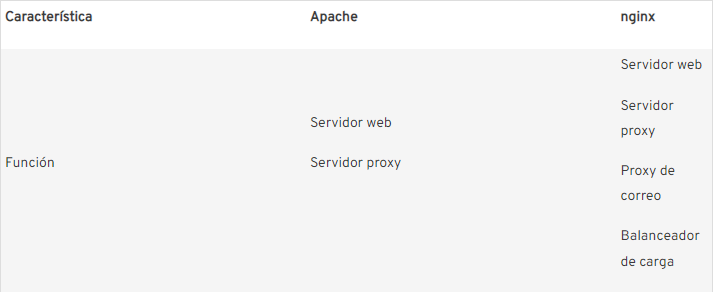 Característica Apache nginx
Función
Servidor web
Servidor proxy
Servidor web
Servidor
proxy
Proxy de
correo
Balanceador
de carga